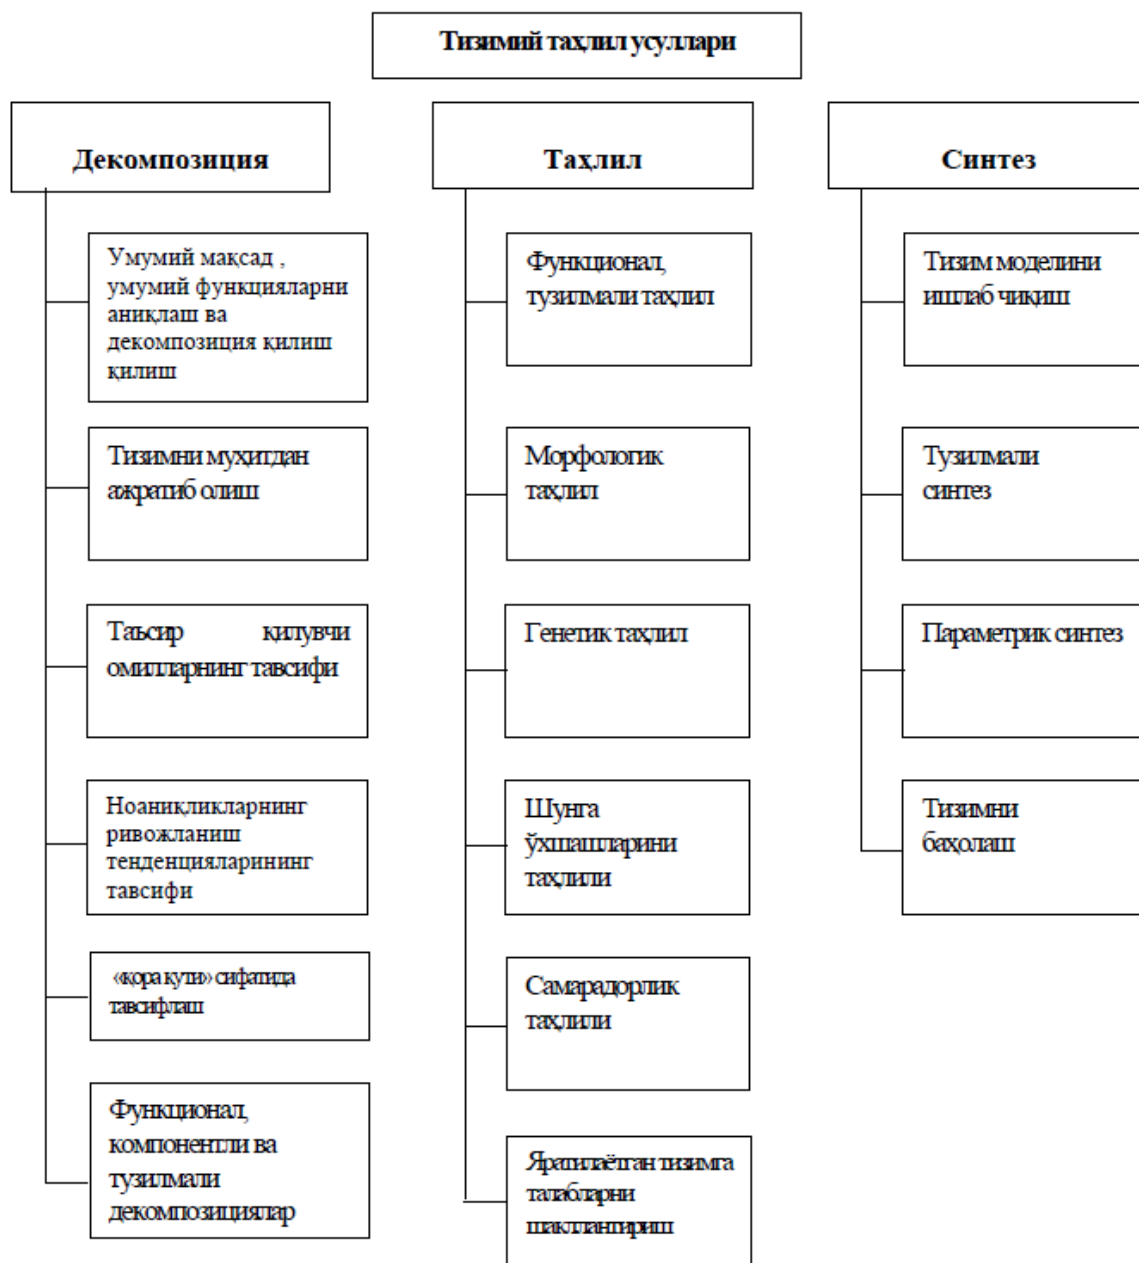 Тизимий таҳлил усуллари
Декомпозиция
Умумий мақсад ,
умумий функцияларни
аниқлаш ва
декомпозиция қилиш
қилиш
Тизимни муҳитдан
ажратиб олиш
Таъсир қилувчи
омилларнинг тавсифи
Ноаниқликларнинг
ривожланиш
тенденцияларининг
тавсифи
«қора қути» сифатида
тавсифлаш
Функционал,
компонентли ва
тузилмали
декомпозициялар
Таҳлил
Функционал,
тузилмали таҳлил
Морфологик
таҳлил
Генетик таҳлил
Шунга
ўхшашларини
таҳлили
Самарадорлик
таҳлили
Яратилаётган тизимга
талабларни
шакллантириш
Синтез
Тизим моделини
ишлаб чиқиш
Тузилмали
синтез
Параметрик синтез
Тизимни
баҳолаш